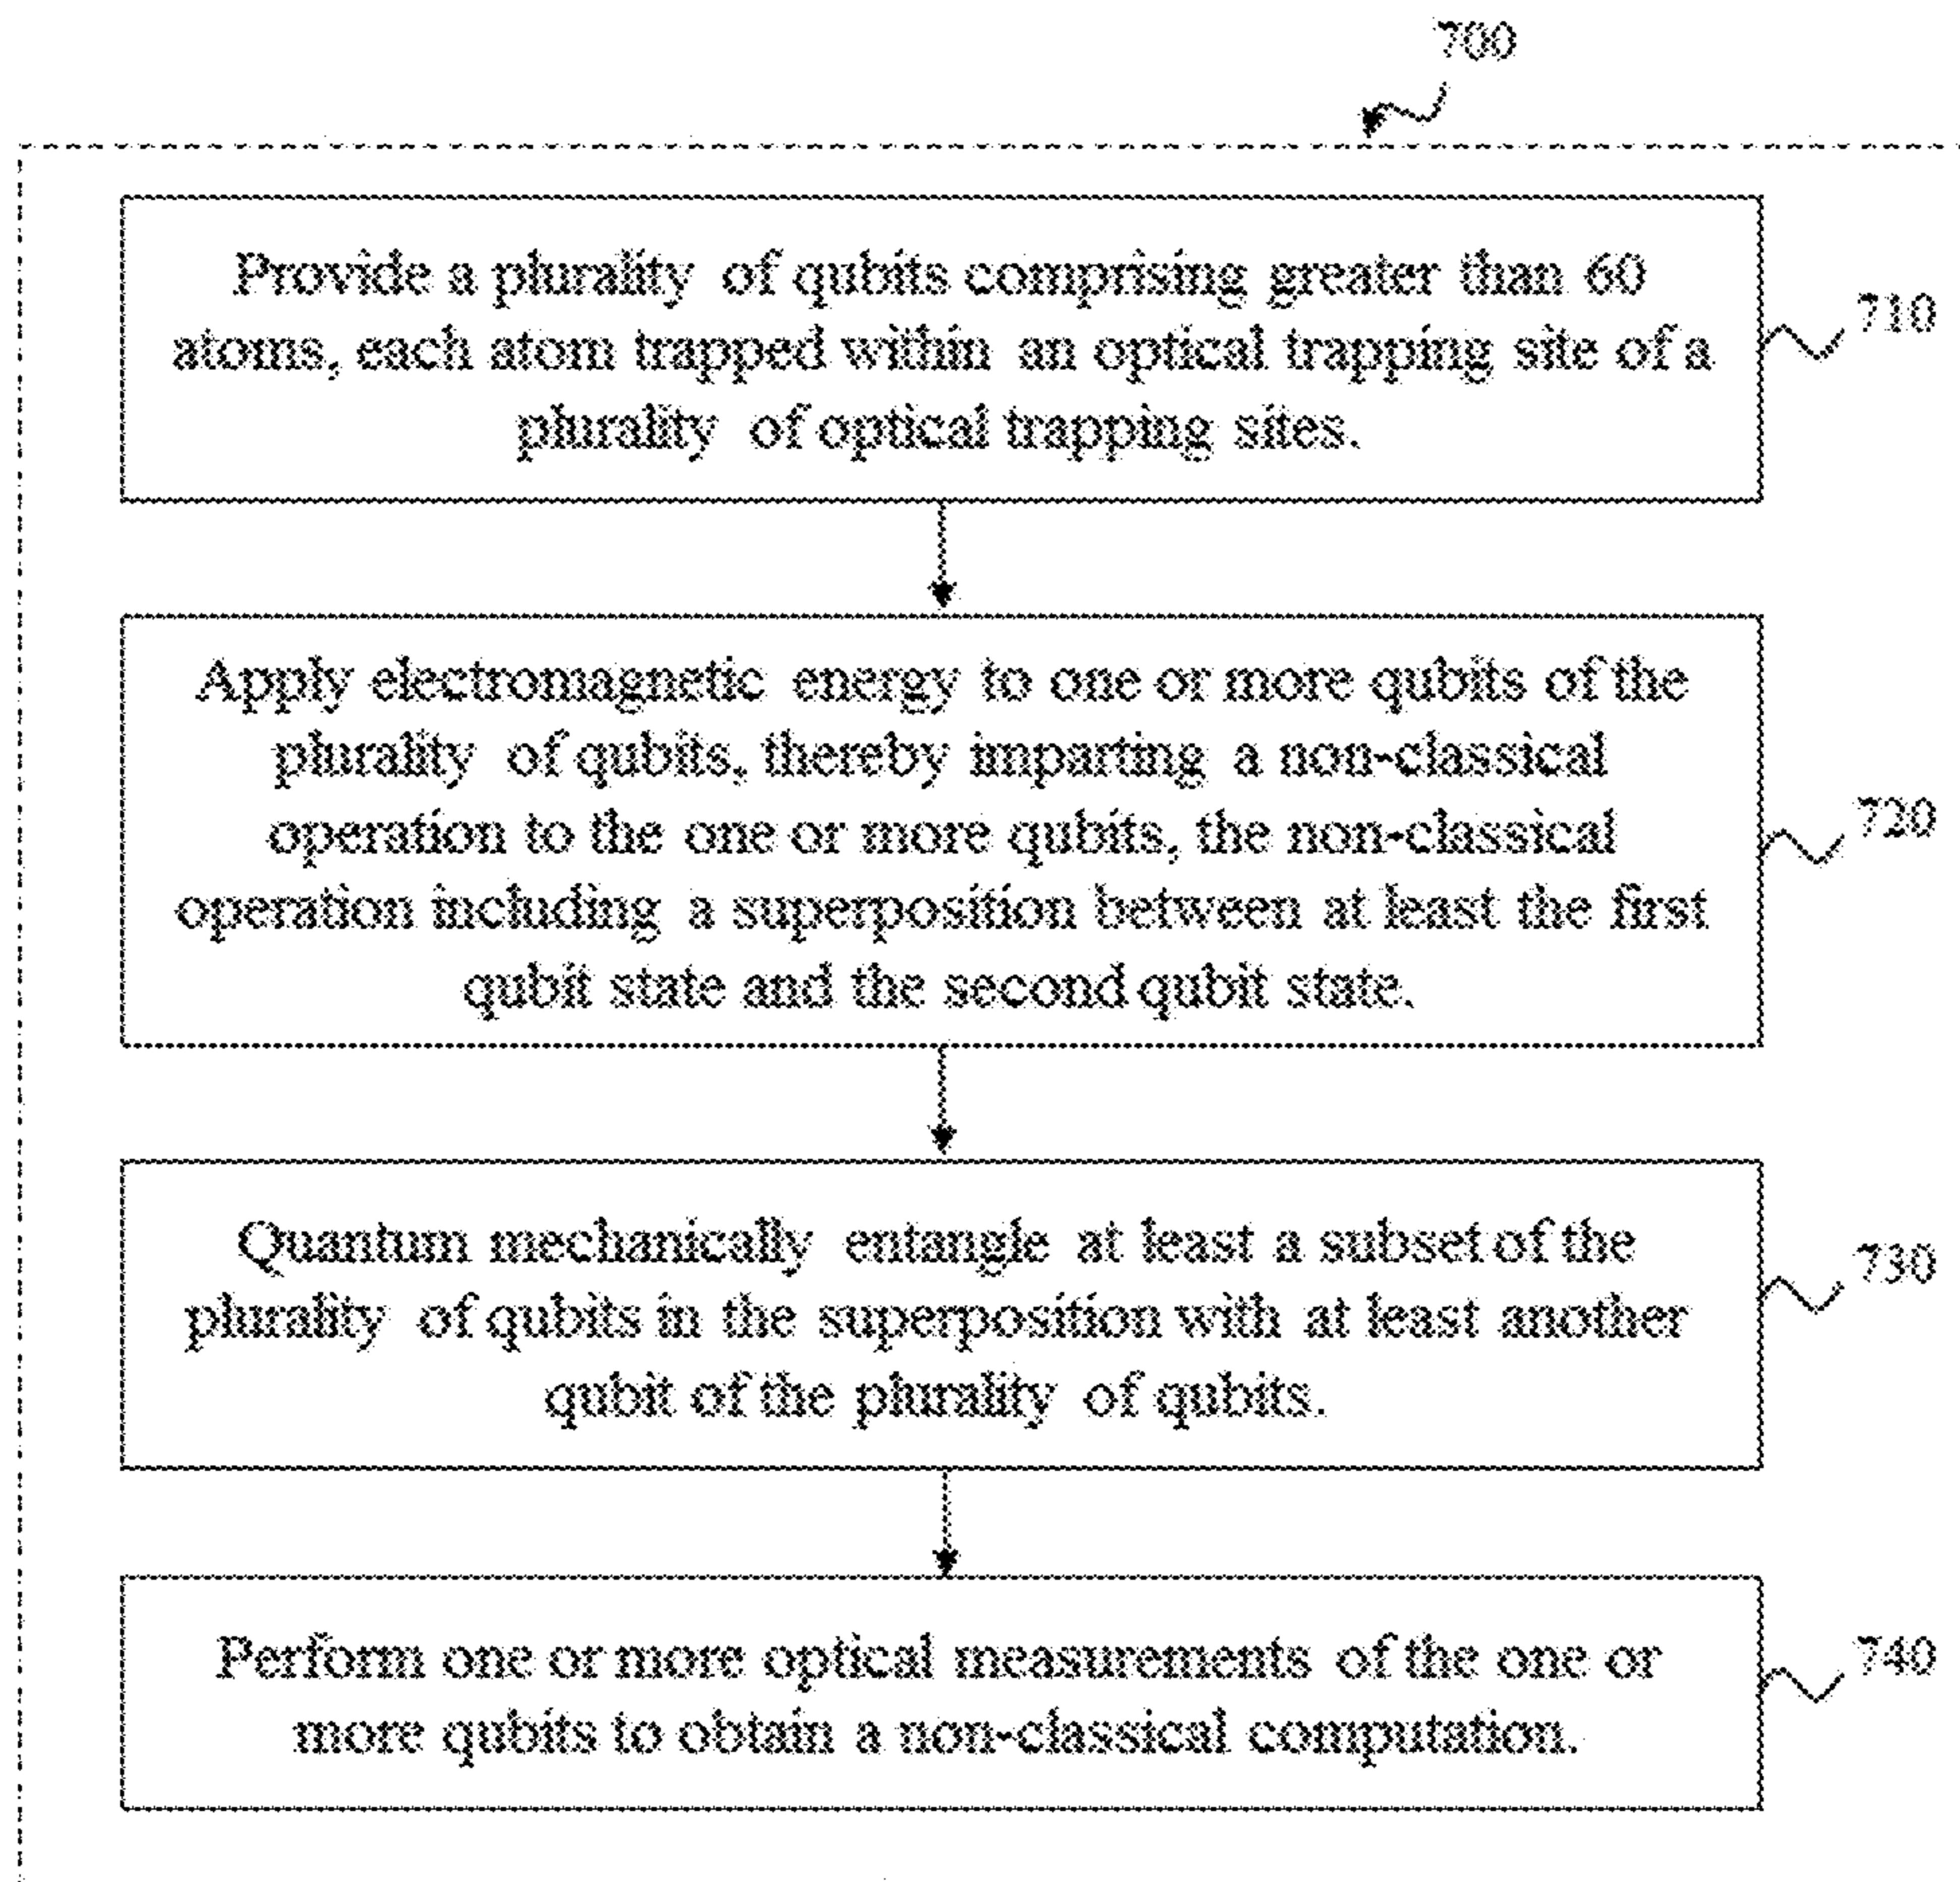 700
Provide a plurality of qubits comprising greater than 60
atoms, each atom trapped within an optical trapping site of a
plurality of optical trapping sites.
710
Apply electromagnetic energy to one or more qubits of the
plurality of qubits, thereby imparting a non-classical
operation to the one or more qubits, the non-classical
operation including a superposition between at least the first
qubit state and the second qubit state.
720
Quantum mechanically entangle at least a subset of the
plurality of qubits in the superposition with at least another
qubit of the plurality of qubits.
730
Perform one or more optical measurements of the one or
more qubits to obtain a non-classical computation.
740